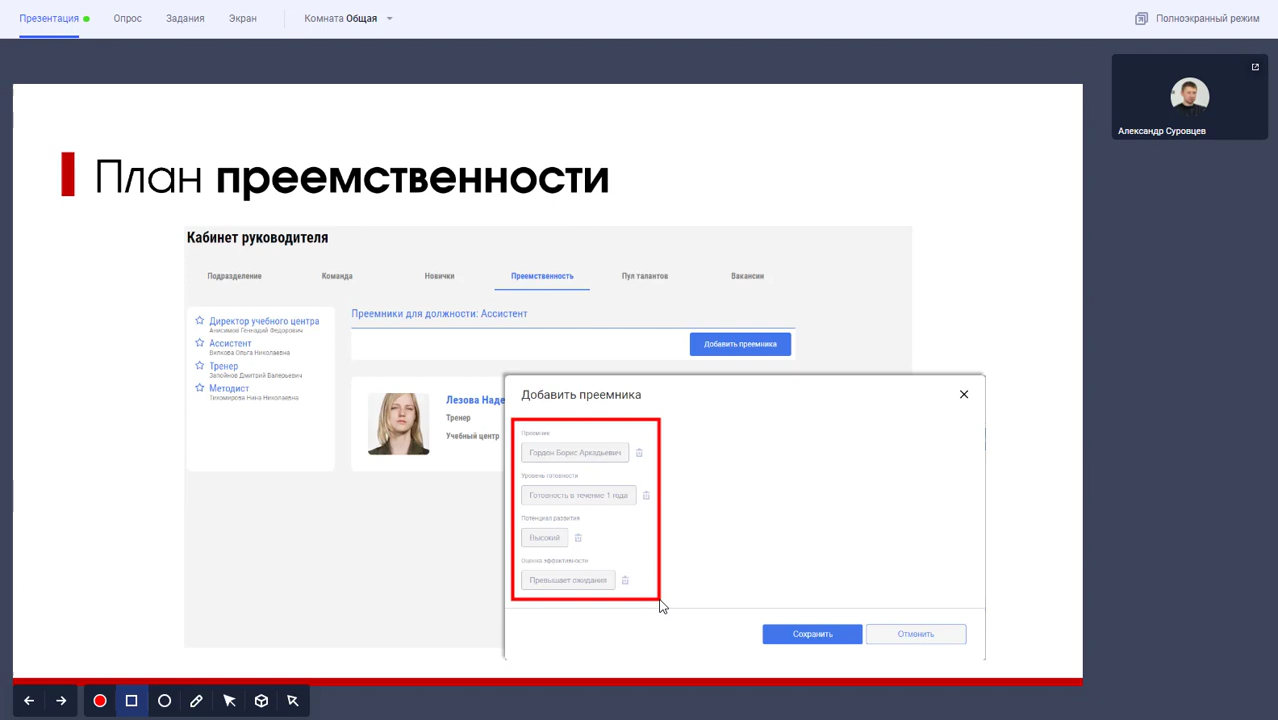 Презентация Опрос Задания Экран Комната Общая Полноэкранный режим
Александр Суровцев
План преемственности
Кабинет руководителя
Подразделение Команда Новички Преемственность Пул талантов Вакансии
Директор учебного центра
Анисимов Геннадий Федорович
Ассистент
Вилкова Ольга Николаевна
Тренер
Запойнов Дмитрий Валерьевич
Методист
Тихомирова Нина Николаевна
Преемники для должности: Ассистент
Добавить преемника
Лезова Наде
Тренер
Учебный центр
Добавить преемника
Преемник
Гордон Борис Аркадьевич
Уровень готовности
Готовность в течение 1 года
Потенциал развития
Высокий
Оценка эффективности
Превышает ожидания
Сохранить Отменить